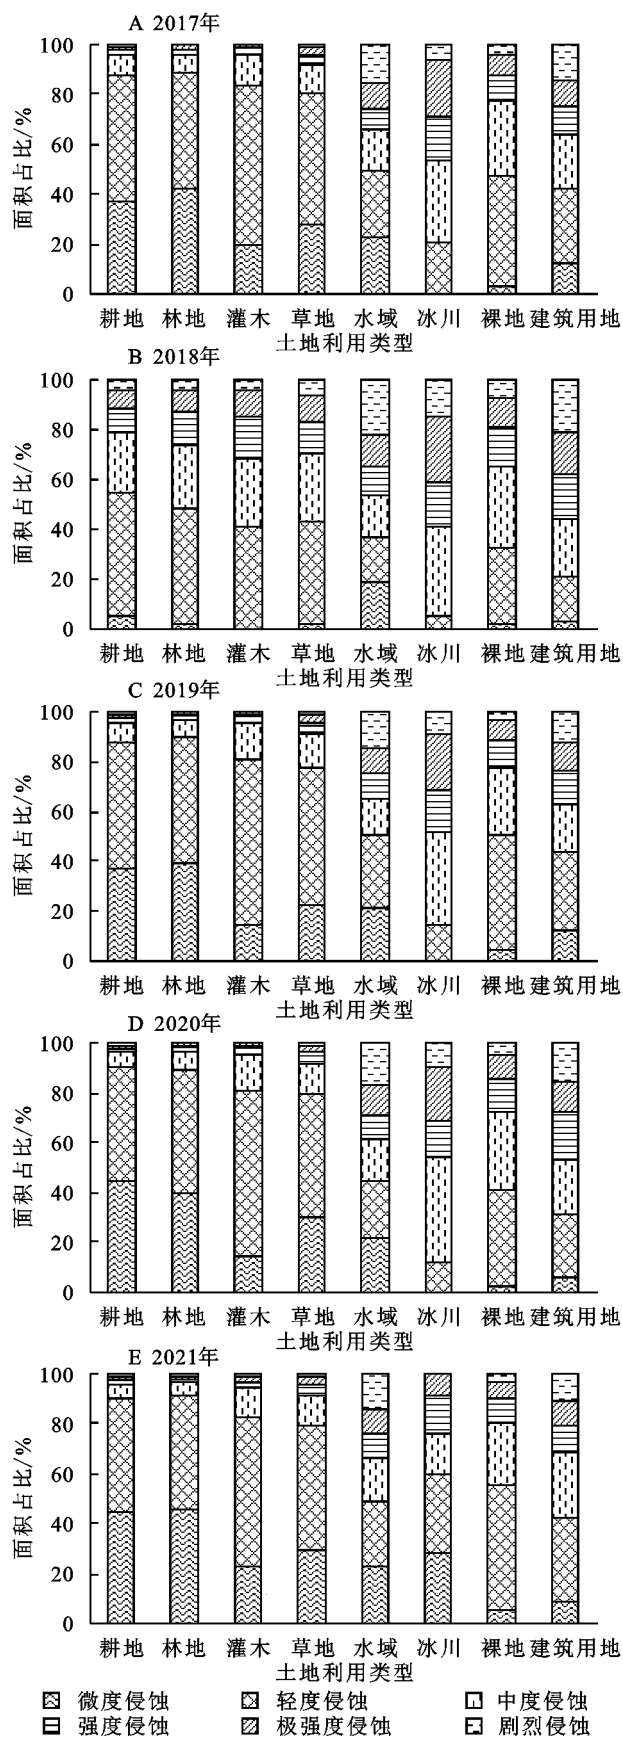 A 2017年
100
80
60
40
20
0
面积占比/%
耕地 林地 灌木 草地 水域 冰川 裸地 建筑用地
土地利用类型
B 2018年
100
80
60
40
20
0
面积占比/%
耕地 林地 灌木 草地 水域 冰川 裸地 建筑用地
土地利用类型
C 2019年
100
80
60
40
20
0
面积占比/%
耕地 林地 灌木 草地 水域 冰川 裸地 建筑用地
土地利用类型
D 2020年
100
80
60
40
20
0
面积占比/%
耕地 林地 灌木 草地 水域 冰川 裸地 建筑用地
土地利用类型
E 2021年
100
80
60
40
20
0
面积占比/%
耕地 林地 灌木 草地 水域 冰川 裸地 建筑用地
土地利用类型
微度侵蚀 轻度侵蚀 中度侵蚀
强度侵蚀 极强度侵蚀 剧烈侵蚀